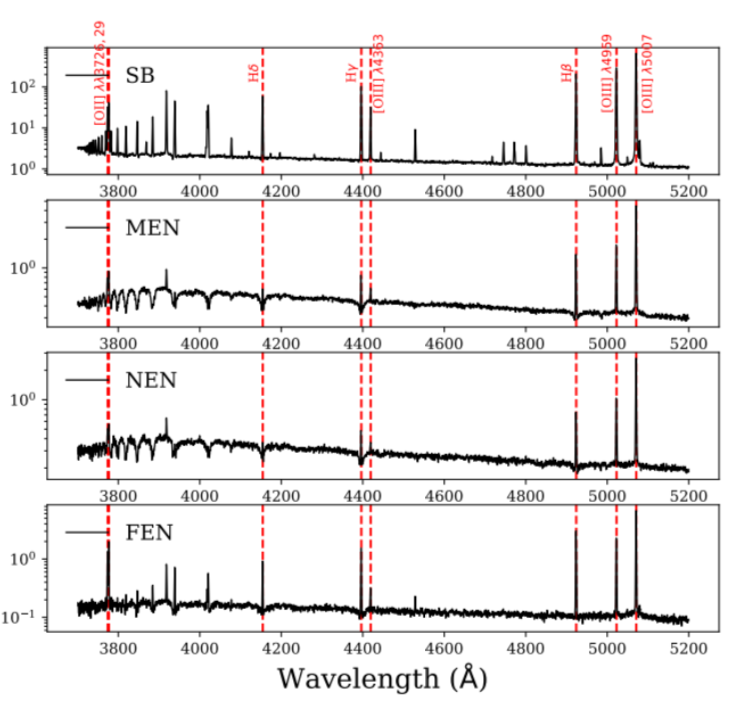 [OII] λλ3726, 29
Hδ
Hγ
[OIII] λ4363
Hβ
[OIII] λ4959
[OIII] λ5007
SB
10²
10¹
10⁰
3800 4000 4200 4400 4600 4800 5000 5200
MEN
10⁰
3800 4000 4200 4400 4600 4800 5000 5200
NEN
10⁰
3800 4000 4200 4400 4600 4800 5000 5200
FEN
10⁰
10⁻¹
3800 4000 4200 4400 4600 4800 5000 5200
Wavelength (Å)